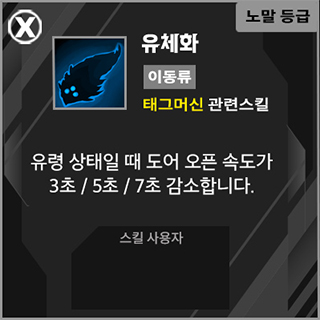 노말 등급
X
유체화
이동류
태그머신 관련스킬
유령 상태일 때 도어 오픈 속도가
3초 / 5초 / 7초 감소합니다.
스킬 사용자